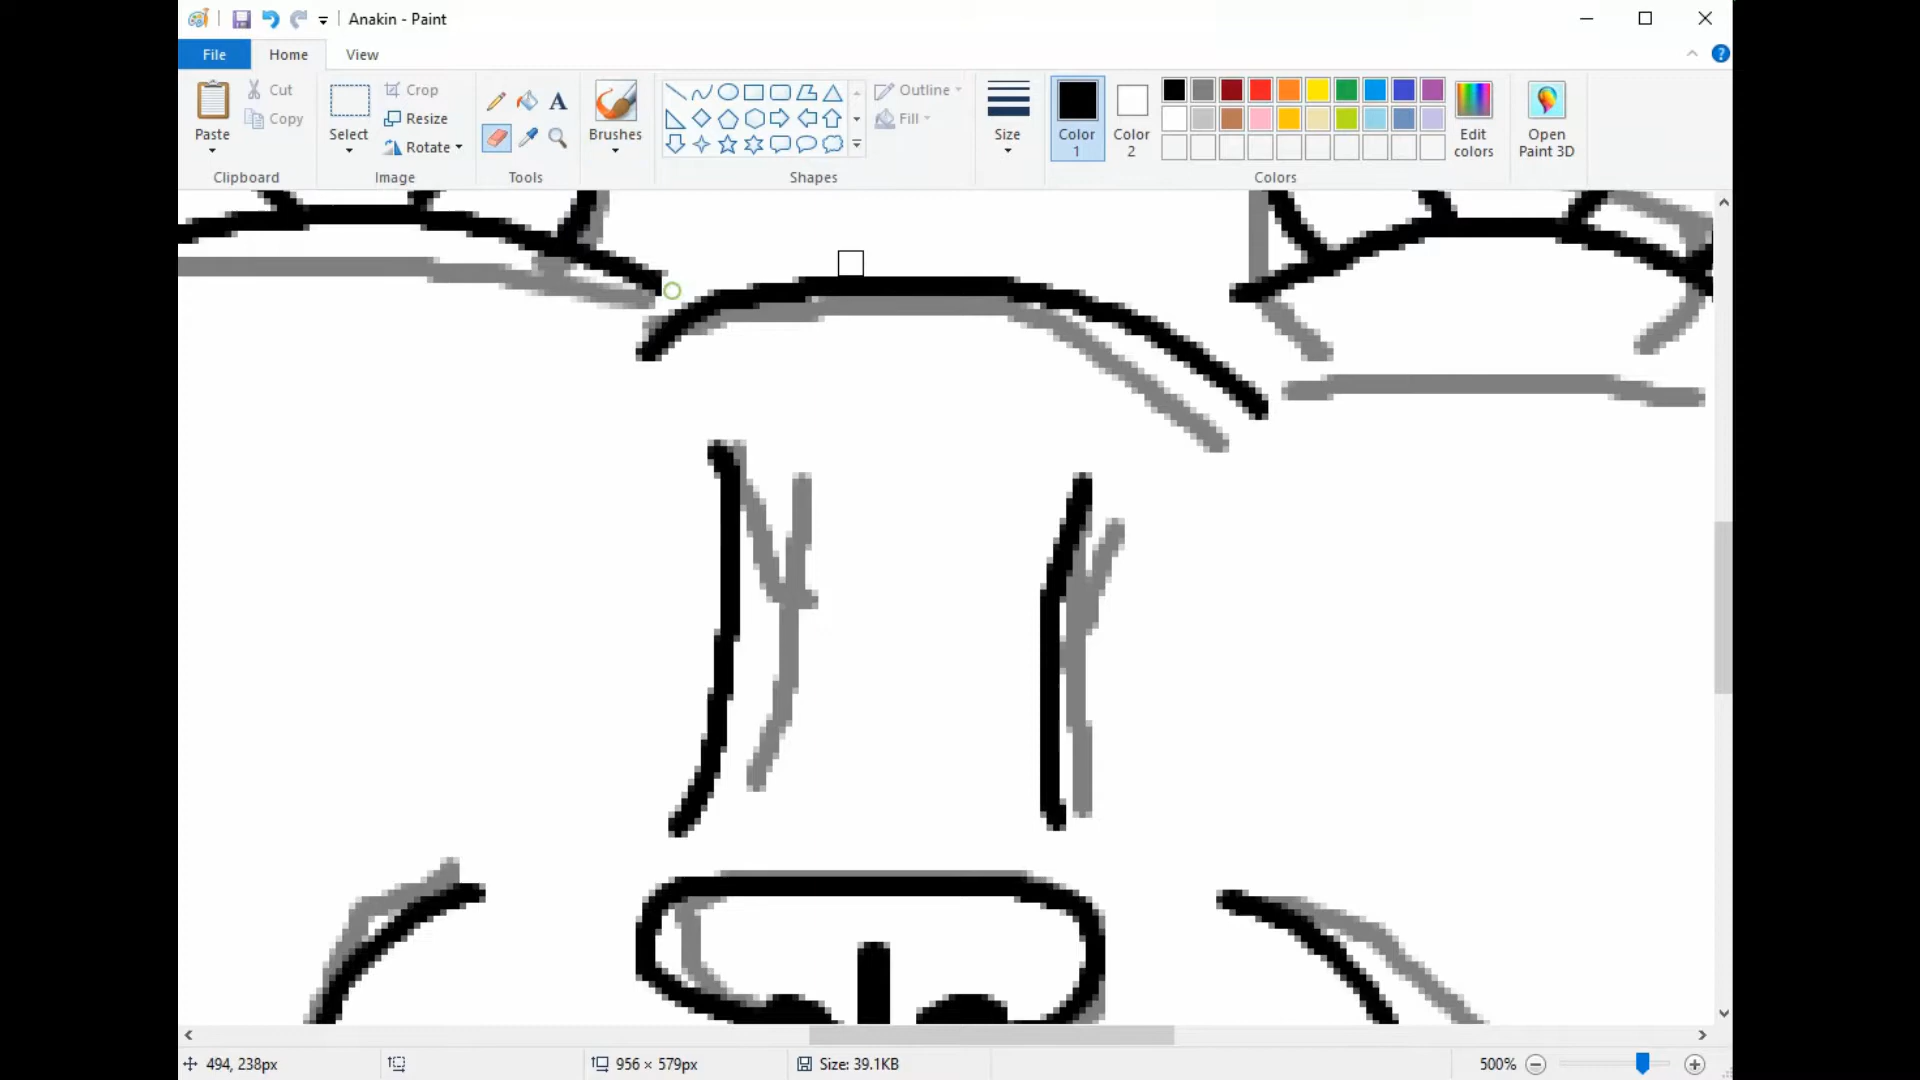 Anakin - Paint
File Home View
Paste Cut Copy Clipboard
Select Crop Resize Rotate Image
A
Tools
Brushes
Shapes
Outline
Fill
Size
Color 1
Color 2
Colors
Edit colors
Open Paint 3D
494, 238px
956 × 579px
Size: 39.1KB
500%